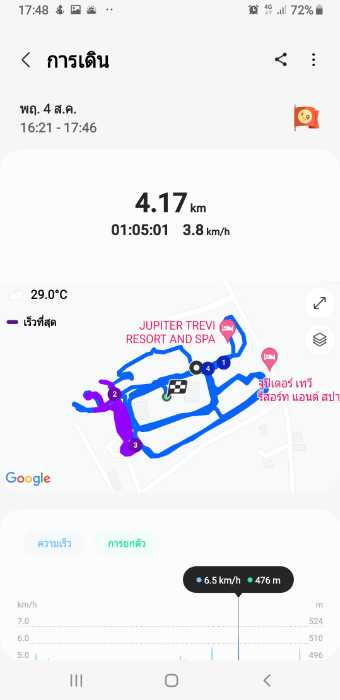 17:48 4G 72%
การเดิน
พฤ. 4 ส.ค.
16:21 - 17:46
4.17 km
01:05:01 3.8 km/h
29.0°C
เร็วที่สุด
JUPITER TREVI
RESORT AND SPA
จูปิเตอร์ เทวี
รีสอร์ท แอนด์ สปา
1
4
2
3
Google
ความเร็ว การยกตัว
6.5 km/h 476 m
km/h m
7.0 524
6.0 510
5.0 496